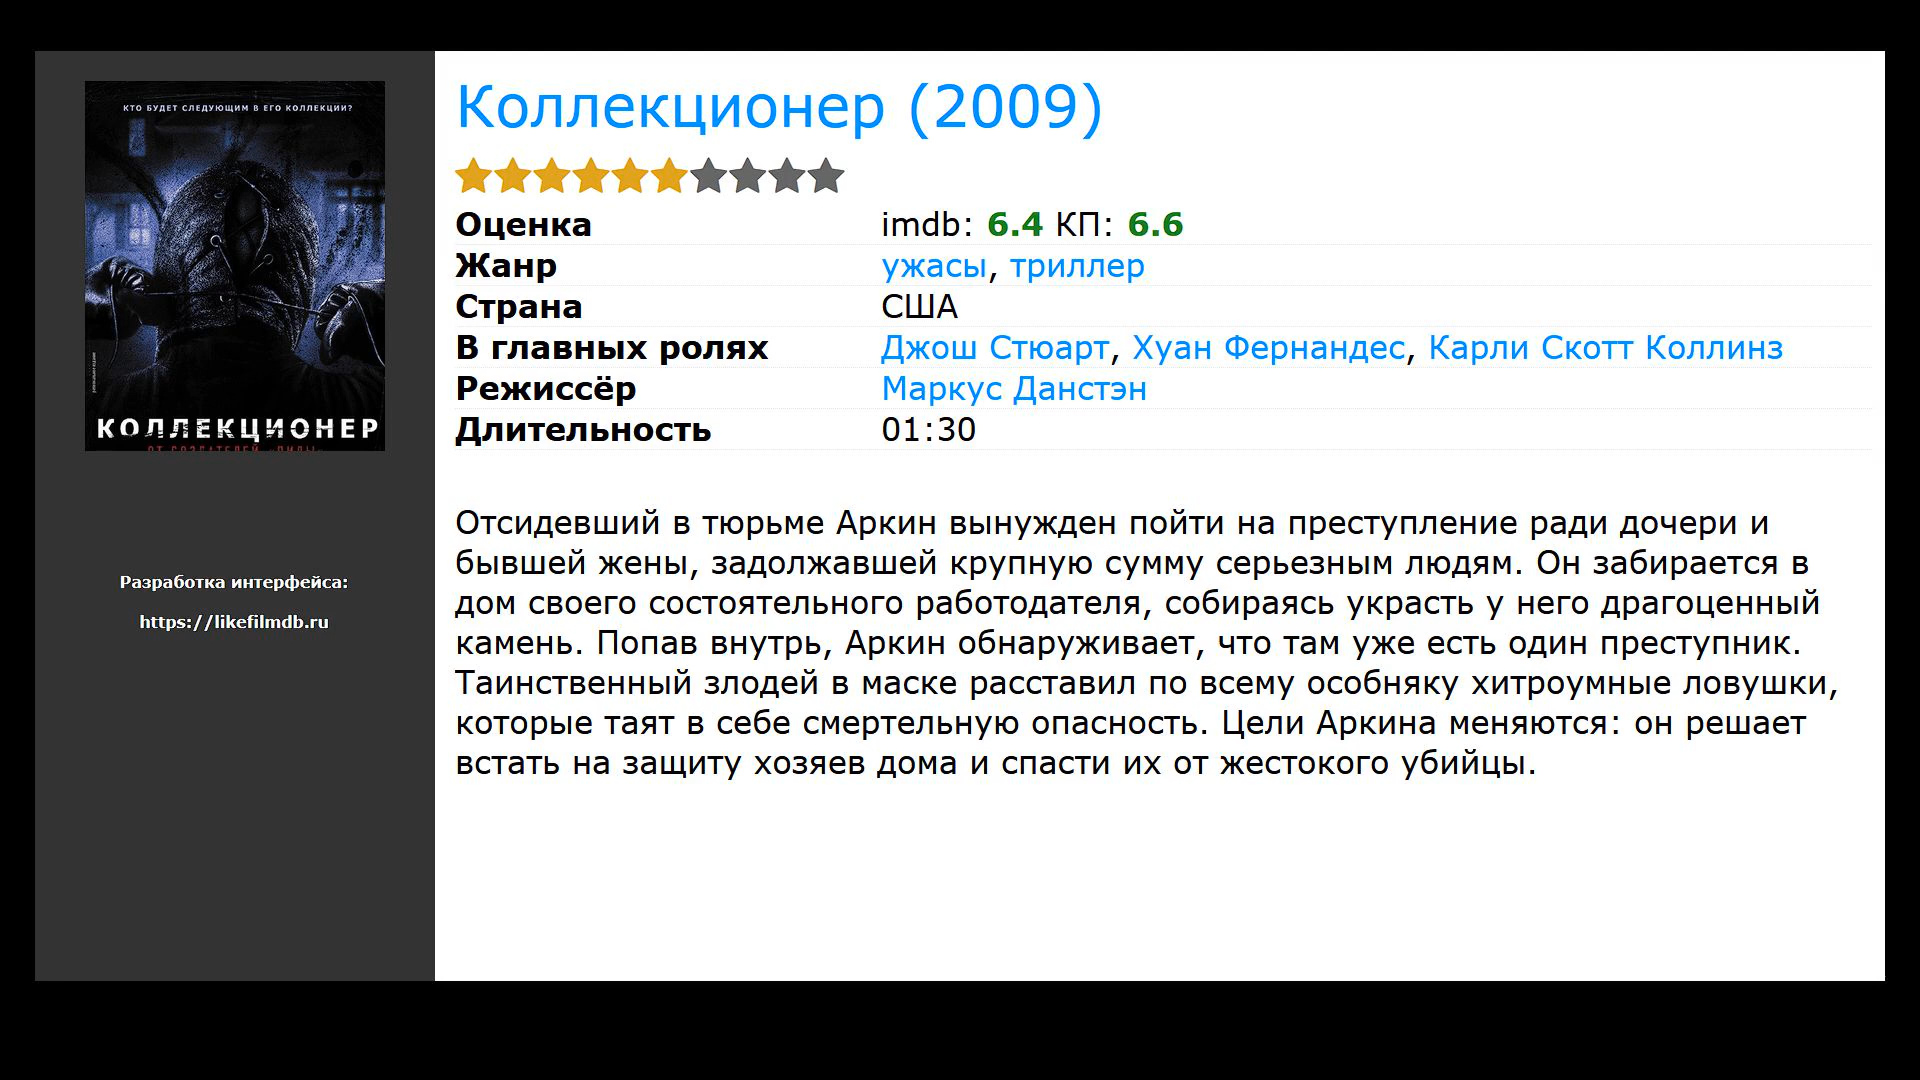 КТО БУДЕТ СЛЕДУЮЩИМ В ЕГО КОЛЛЕКЦИИ?
КОЛЛЕКЦИОНЕР
ОТ СОЗДАТЕЛЕЙ «ПИЛЫ»
Разработка интерфейса:
https://likefilmdb.ru
Коллекционер (2009)
Оценка imdb: 6.4 КП: 6.6
Жанр ужасы, триллер
Страна США
В главных ролях Джош Стюарт, Хуан Фернандес, Карли Скотт Коллинз
Режиссёр Маркус Данстэн
Длительность 01:30
Отсидевший в тюрьме Аркин вынужден пойти на преступление ради дочери и
бывшей жены, задолжавшей крупную сумму серьезным людям. Он забирается в
дом своего состоятельного работодателя, собираясь украсть у него драгоценный
камень. Попав внутрь, Аркин обнаруживает, что там уже есть один преступник.
Таинственный злодей в маске расставил по всему особняку хитроумные ловушки,
которые таят в себе смертельную опасность. Цели Аркина меняются: он решает
встать на защиту хозяев дома и спасти их от жестокого убийцы.